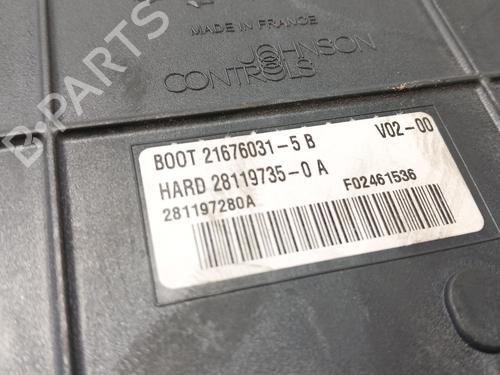 B-PARTS
MADE IN FRANCE
JOHNSON
CONTROLS
BOOT 21676031-5 B V02-00
HARD 28119735-0 A
281197280A F02461536